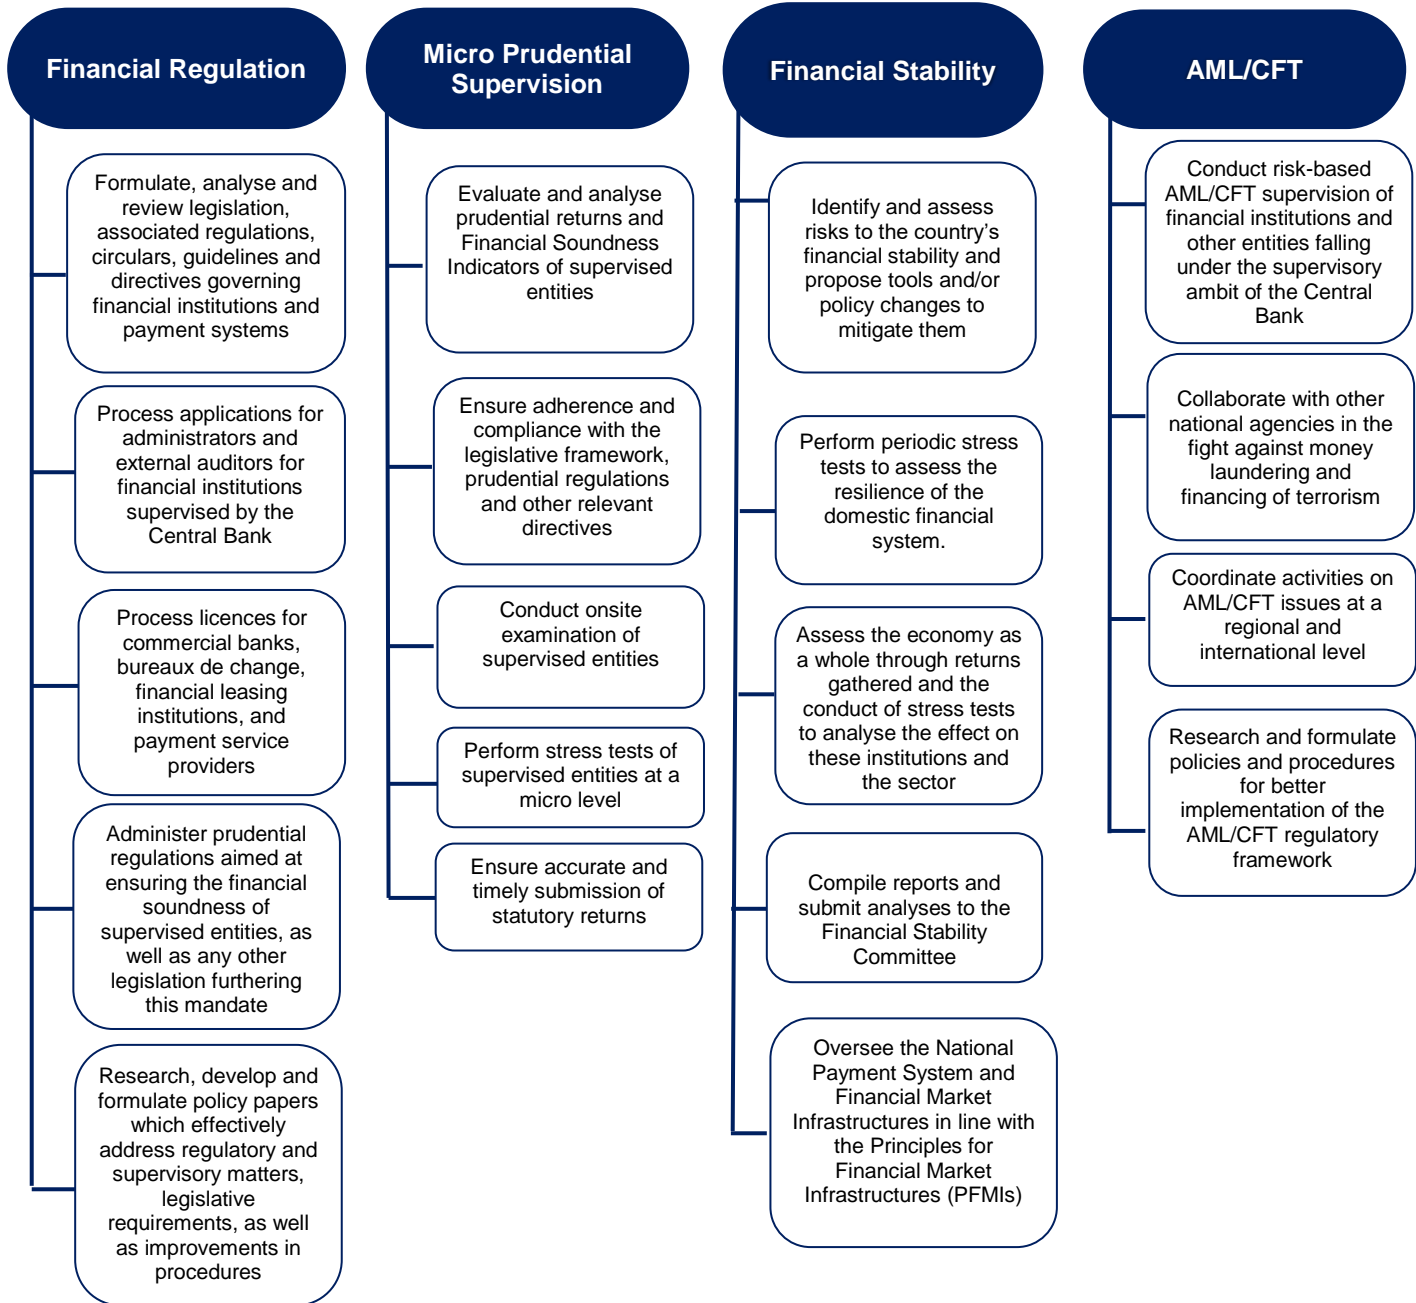 Financial Regulation
Formulate, analyse and
review legislation,
associated regulations,
circulars, guidelines and
directives governing
financial institutions and
payment systems
Process applications for
administrators and
external auditors for
financial institutions
supervised by the
Central Bank
Process licences for
commercial banks,
bureaux de change,
financial leasing
institutions, and
payment service
providers
Administer prudential
regulations aimed at
ensuring the financial
soundness of
supervised entities, as
well as any other
legislation furthering
this mandate
Research, develop and
formulate policy papers
which effectively
address regulatory and
supervisory matters,
legislative
requirements, as well
as improvements in
procedures
Micro Prudential
Supervision
Evaluate and analyse
prudential returns and
Financial Soundness
Indicators of supervised
entities
Ensure adherence and
compliance with the
legislative framework,
prudential regulations
and other relevant
directives
Conduct onsite
examination of
supervised entities
Perform stress tests of
supervised entities at a
micro level
Ensure accurate and
timely submission of
statutory returns
Financial Stability
Identify and assess
risks to the country's
financial stability and
propose tools and/or
policy changes to
mitigate them
Perform periodic stress
tests to assess the
resilience of the
domestic financial
system.
Assess the economy as
a whole through returns
gathered and the
conduct of stress tests
to analyse the effect on
these institutions and
the sector
Compile reports and
submit analyses to the
Financial Stability
Committee
Oversee the National
Payment System and
Financial Market
Infrastructures in line with
the Principles for
Financial Market
Infrastructures (PFMIs)
AML/CFT
Conduct risk-based
AML/CFT supervision of
financial institutions and
other entities falling
under the supervisory
ambit of the Central
Bank
Collaborate with other
national agencies in the
fight against money
laundering and
financing of terrorism
Coordinate activities on
AML/CFT issues at a
regional and
international level
Research and formulate
policies and procedures
for better
implementation of the
AML/CFT regulatory
framework